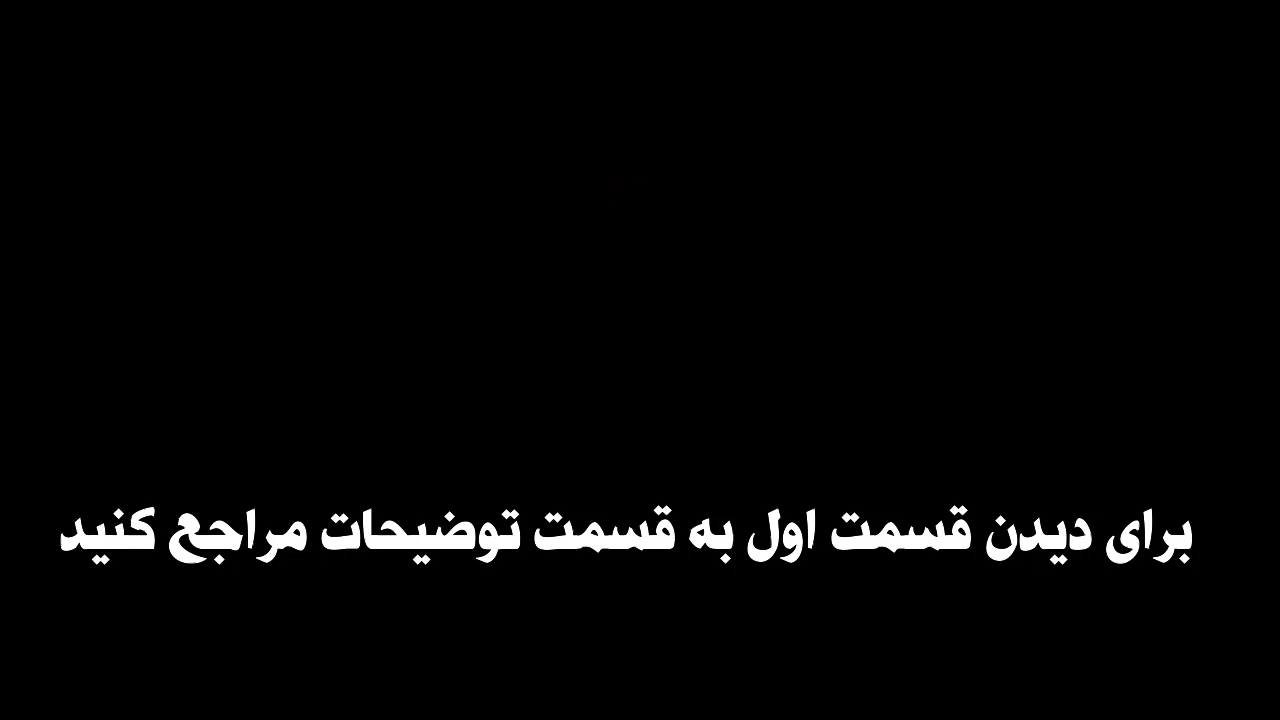 برای دیدن قسمت اول به قسمت توضیحات مراجع کنید